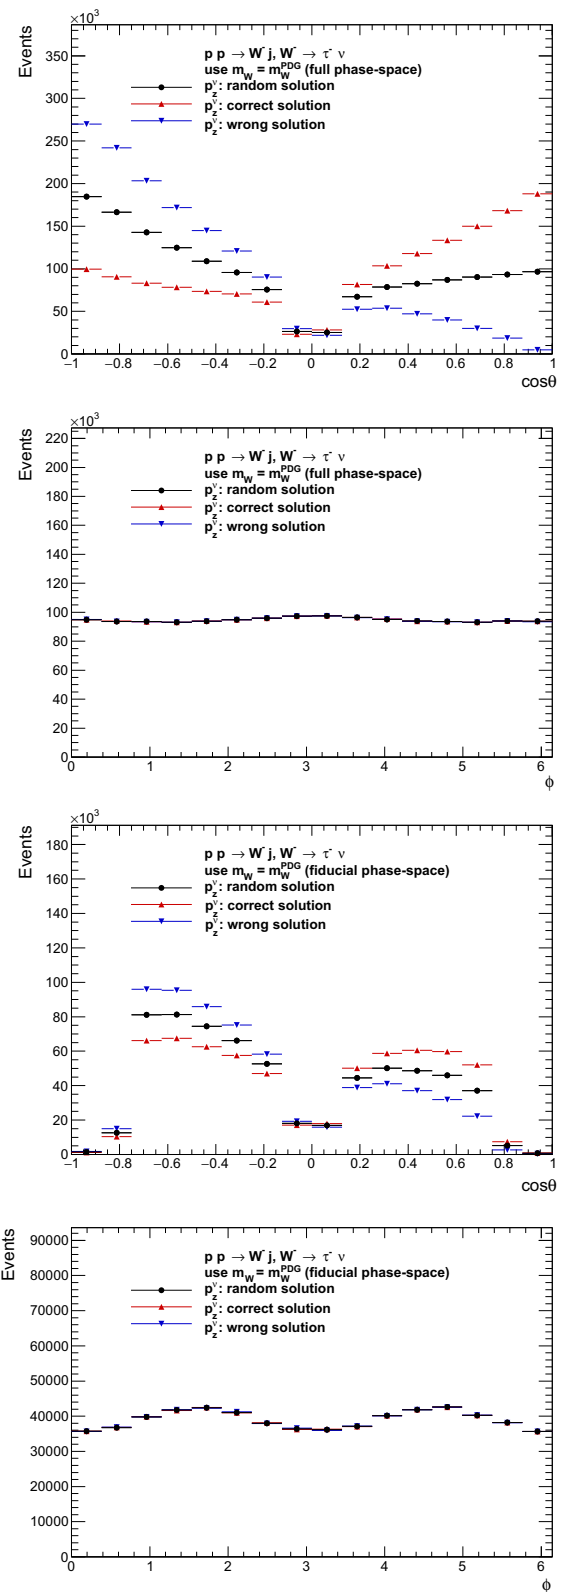 ×10³
Events
350
300
250
200
150
100
50
0
p p → W⁻ j, W⁻ → τ⁻ ν
use m_W = m_W^PDG (full phase-space)
p_z^ν: random solution
p_z^ν: correct solution
p_z^ν: wrong solution
−1 −0.8 −0.6 −0.4 −0.2 0 0.2 0.4 0.6 0.8 1
cosθ
×10³
Events
220
200
180
160
140
120
100
80
60
40
20
0
p p → W⁻ j, W⁻ → τ⁻ ν
use m_W = m_W^PDG (full phase-space)
p_z^ν: random solution
p_z^ν: correct solution
p_z^ν: wrong solution
0 1 2 3 4 5 6
ϕ
×10³
Events
180
160
140
120
100
80
60
40
20
0
p p → W⁻ j, W⁻ → τ⁻ ν
use m_W = m_W^PDG (fiducial phase-space)
p_z^ν: random solution
p_z^ν: correct solution
p_z^ν: wrong solution
−1 −0.8 −0.6 −0.4 −0.2 0 0.2 0.4 0.6 0.8 1
cosθ
Events
90000
80000
70000
60000
50000
40000
30000
20000
10000
0
p p → W⁻ j, W⁻ → τ⁻ ν
use m_W = m_W^PDG (fiducial phase-space)
p_z^ν: random solution
p_z^ν: correct solution
p_z^ν: wrong solution
0 1 2 3 4 5 6
ϕ